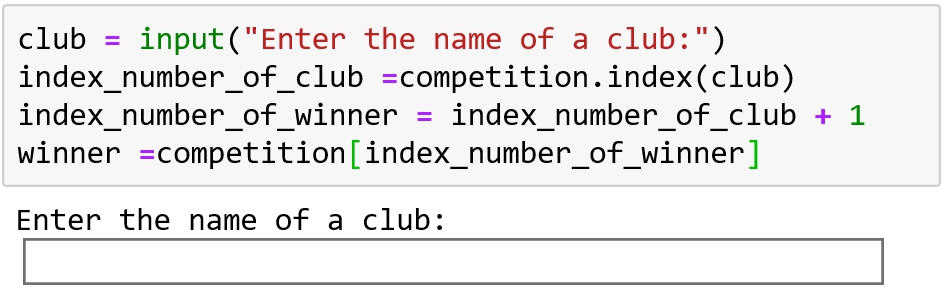 club = input("Enter the name of a club:")
index_number_of_club =competition.index(club)
index_number_of_winner = index_number_of_club + 1
winner =competition[index_number_of_winner]
Enter the name of a club: